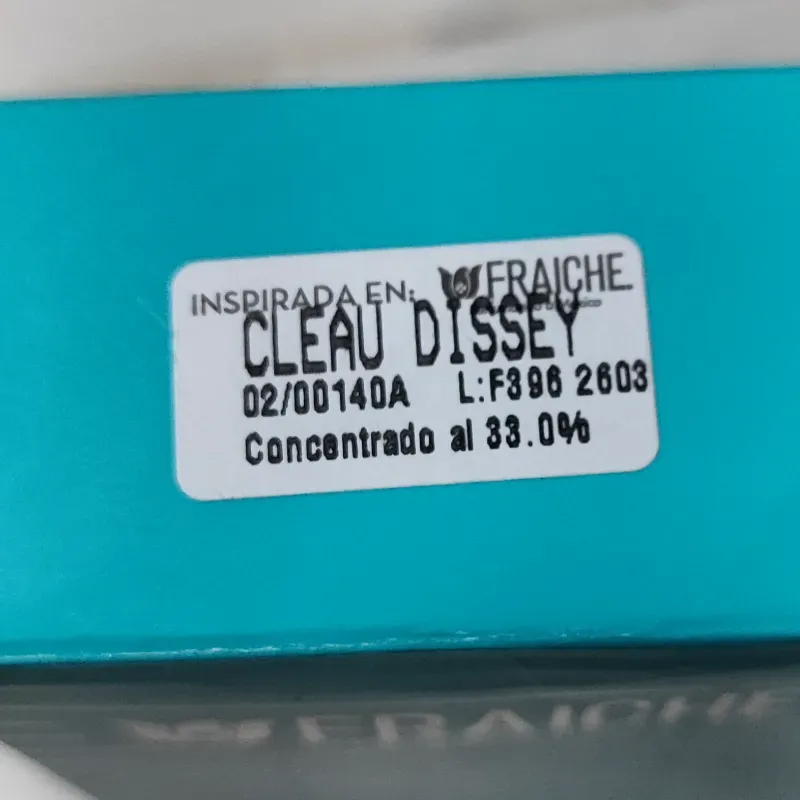 INSPIRADA EN: FRAICHE
CLEAU DISSEY
02/00140A L:F396 2603
Concentrado al 33.0%
FRAICHE